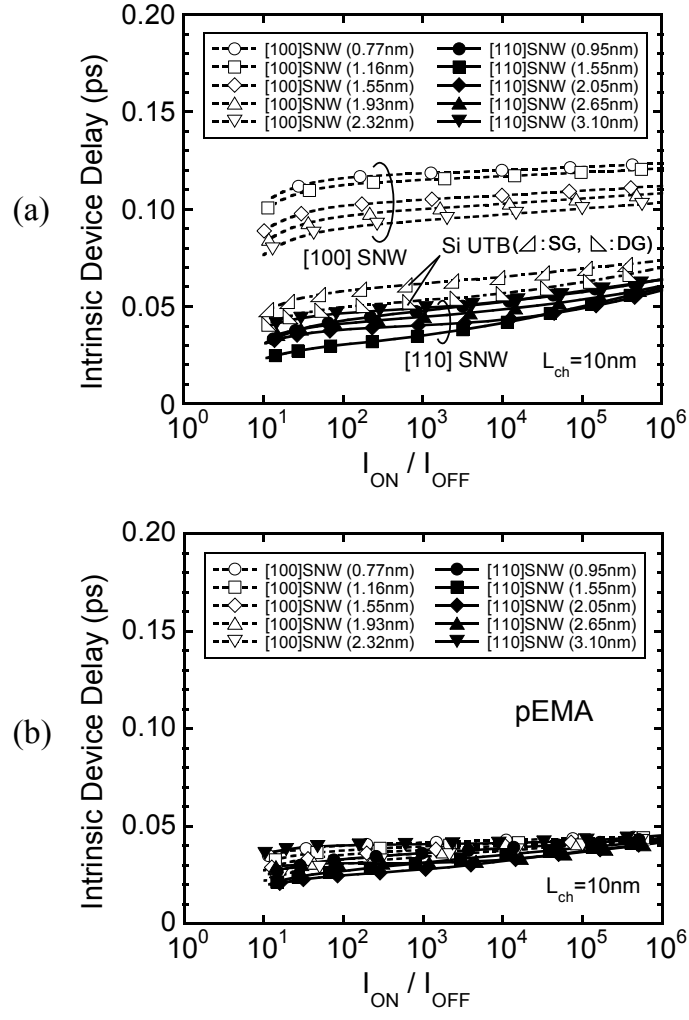 (a)
Intrinsic Device Delay (ps)
0.20
0.15
0.10
0.05
0
[100]SNW (0.77nm) [110]SNW (0.95nm)
[100]SNW (1.16nm) [110]SNW (1.55nm)
[100]SNW (1.55nm) [110]SNW (2.05nm)
[100]SNW (1.93nm) [110]SNW (2.65nm)
[100]SNW (2.32nm) [110]SNW (3.10nm)
[100] SNW
Si UTB(⊿:SG, ◺:DG)
[110] SNW
L_ch=10nm
10^0 10^1 10^2 10^3 10^4 10^5 10^6
I_ON / I_OFF
(b)
Intrinsic Device Delay (ps)
0.20
0.15
0.10
0.05
0
[100]SNW (0.77nm) [110]SNW (0.95nm)
[100]SNW (1.16nm) [110]SNW (1.55nm)
[100]SNW (1.55nm) [110]SNW (2.05nm)
[100]SNW (1.93nm) [110]SNW (2.65nm)
[100]SNW (2.32nm) [110]SNW (3.10nm)
pEMA
L_ch=10nm
10^0 10^1 10^2 10^3 10^4 10^5 10^6
I_ON / I_OFF